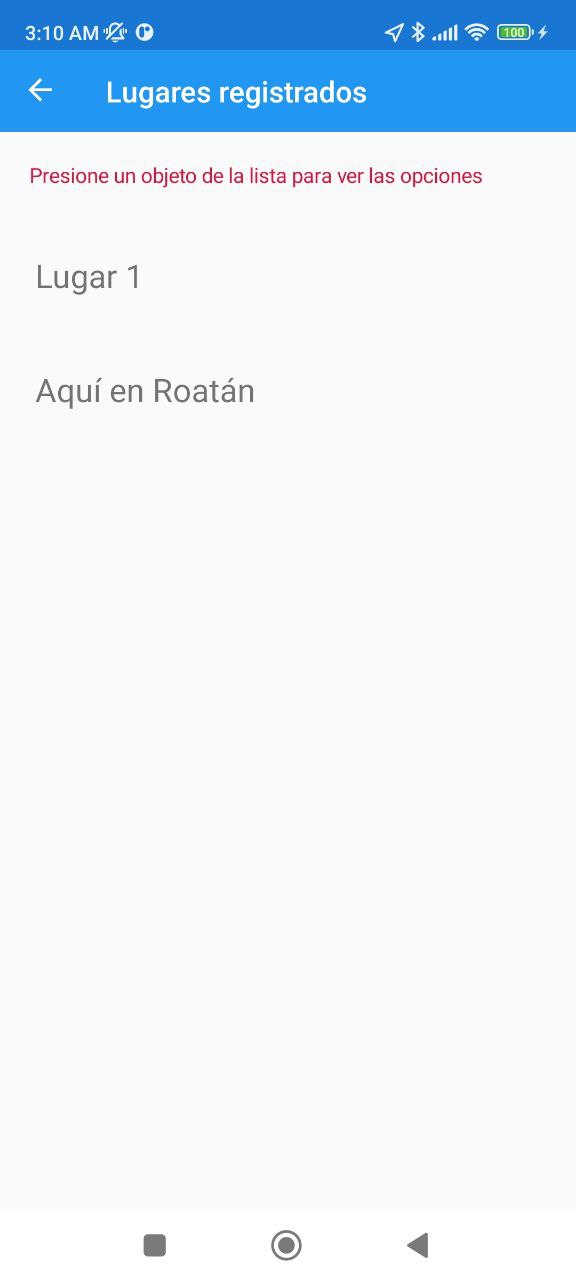 3:10 AM
100
Lugares registrados
Presione un objeto de la lista para ver las opciones
Lugar 1
Aquí en Roatán